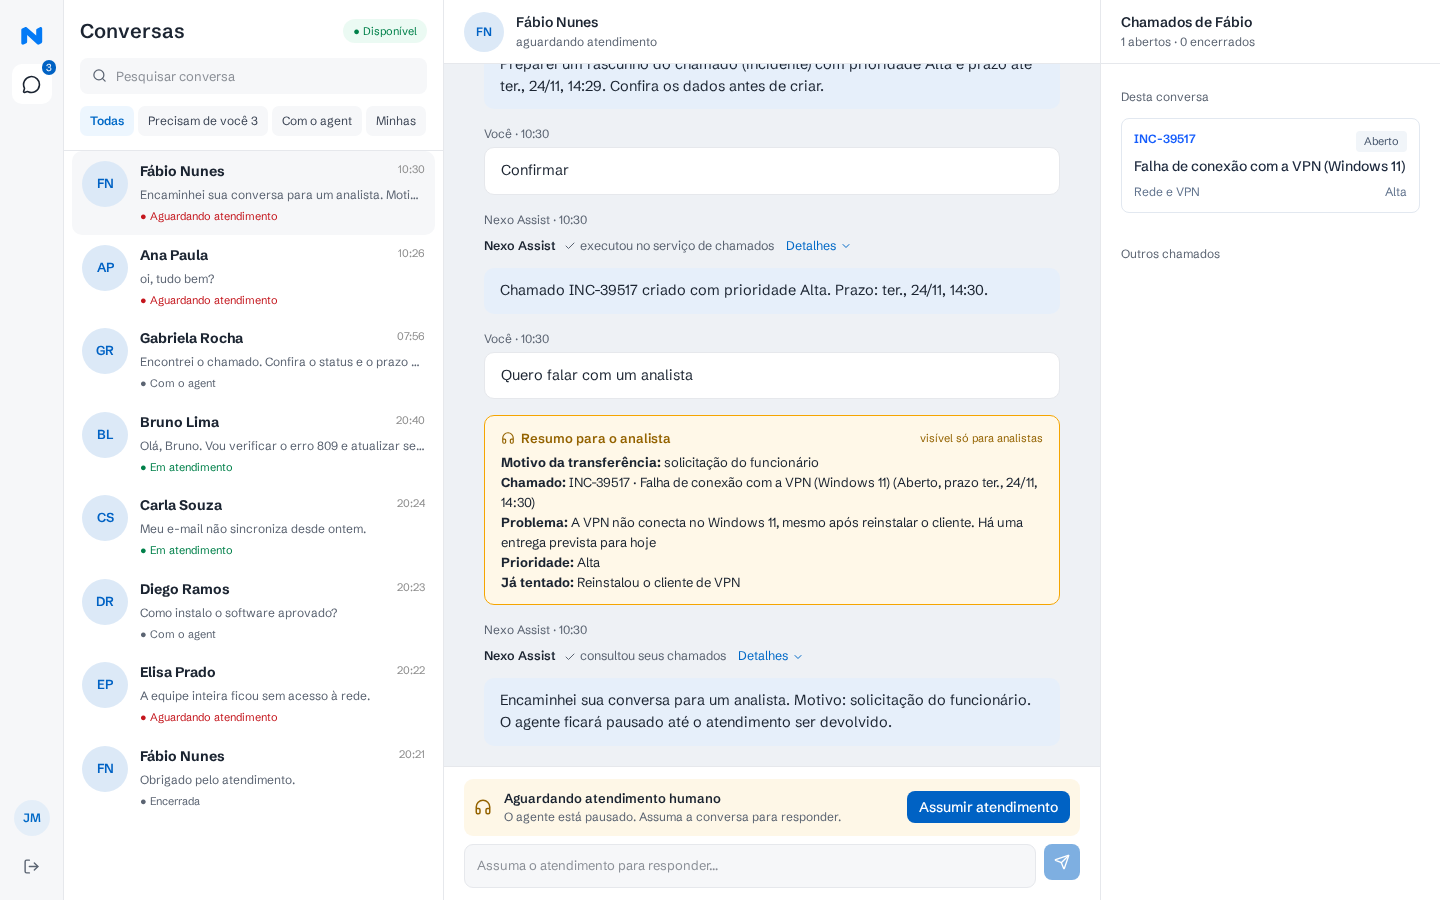 3
JM
Conversas
● Disponível
Pesquisar conversa
Todas
Precisam de você 3
Com o agent
Minhas
FN
Fábio Nunes
10:30
Encaminhei sua conversa para um analista. Moti...
● Aguardando atendimento
AP
Ana Paula
10:26
oi, tudo bem?
● Aguardando atendimento
GR
Gabriela Rocha
07:56
Encontrei o chamado. Confira o status e o prazo ...
● Com o agent
BL
Bruno Lima
20:40
Olá, Bruno. Vou verificar o erro 809 e atualizar se...
● Em atendimento
CS
Carla Souza
20:24
Meu e-mail não sincroniza desde ontem.
● Em atendimento
DR
Diego Ramos
20:23
Como instalo o software aprovado?
● Com o agent
EP
Elisa Prado
20:22
A equipe inteira ficou sem acesso à rede.
● Aguardando atendimento
FN
Fábio Nunes
20:21
Obrigado pelo atendimento.
● Encerrada
FN
Fábio Nunes
aguardando atendimento
Preparei um rascunho do chamado (incidente) com prioridade Alta e prazo até
ter., 24/11, 14:29. Confira os dados antes de criar.
Você · 10:30
Confirmar
Nexo Assist · 10:30
Nexo Assist executou no serviço de chamados Detalhes
Chamado INC-39517 criado com prioridade Alta. Prazo: ter., 24/11, 14:30.
Você · 10:30
Quero falar com um analista
Resumo para o analista
visível só para analistas
Motivo da transferência: solicitação do funcionário
Chamado: INC-39517 · Falha de conexão com a VPN (Windows 11) (Aberto, prazo ter., 24/11,
14:30)
Problema: A VPN não conecta no Windows 11, mesmo após reinstalar o cliente. Há uma
entrega prevista para hoje
Prioridade: Alta
Já tentado: Reinstalou o cliente de VPN
Nexo Assist · 10:30
Nexo Assist consultou seus chamados Detalhes
Encaminhei sua conversa para um analista. Motivo: solicitação do funcionário.
O agente ficará pausado até o atendimento ser devolvido.
Aguardando atendimento humano
O agente está pausado. Assuma a conversa para responder.
Assumir atendimento
Assuma o atendimento para responder...
Chamados de Fábio
1 abertos · 0 encerrados
Desta conversa
INC-39517
Aberto
Falha de conexão com a VPN (Windows 11)
Rede e VPN
Alta
Outros chamados